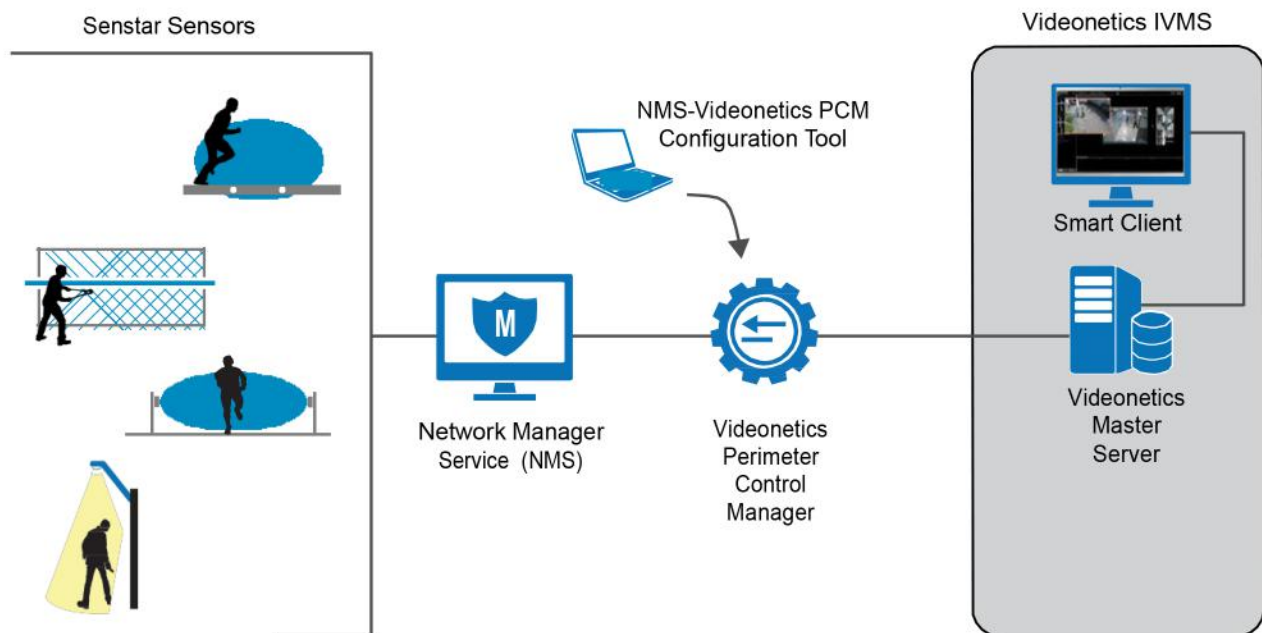 Senstar Sensors
Videonetics IVMS
NMS-Videonetics PCM
Configuration Tool
Smart Client
M
Network Manager
Service (NMS)
Videonetics
Perimeter
Control
Manager
Videonetics
Master
Server